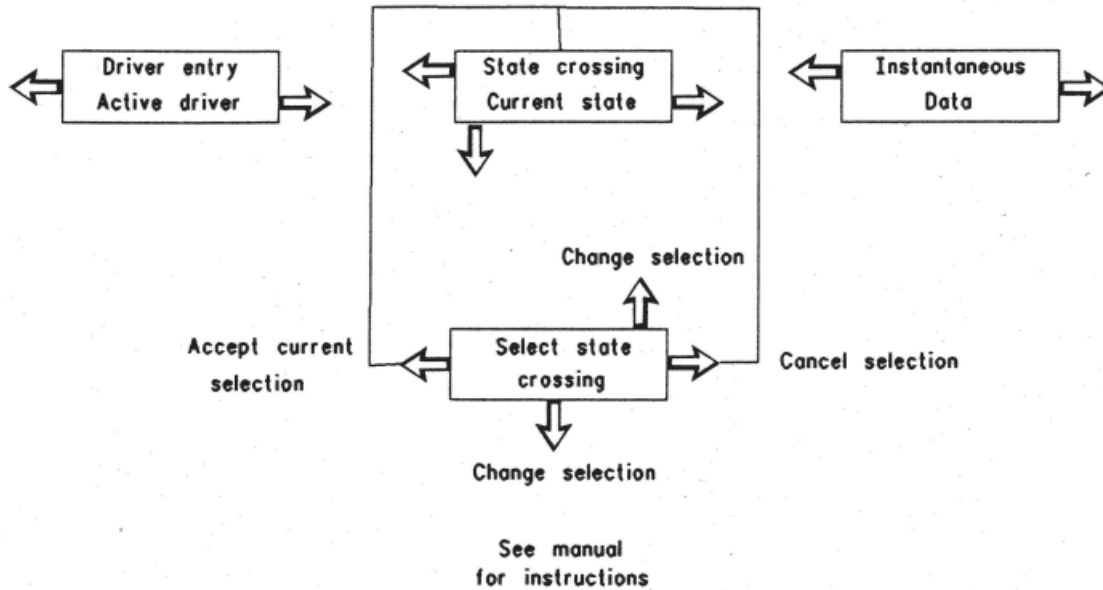 Driver entry
Active driver
State crossing
Current state
Instantaneous
Data
Change selection
Accept current
selection
Select state
crossing
Cancel selection
Change selection
See manual
for instructions